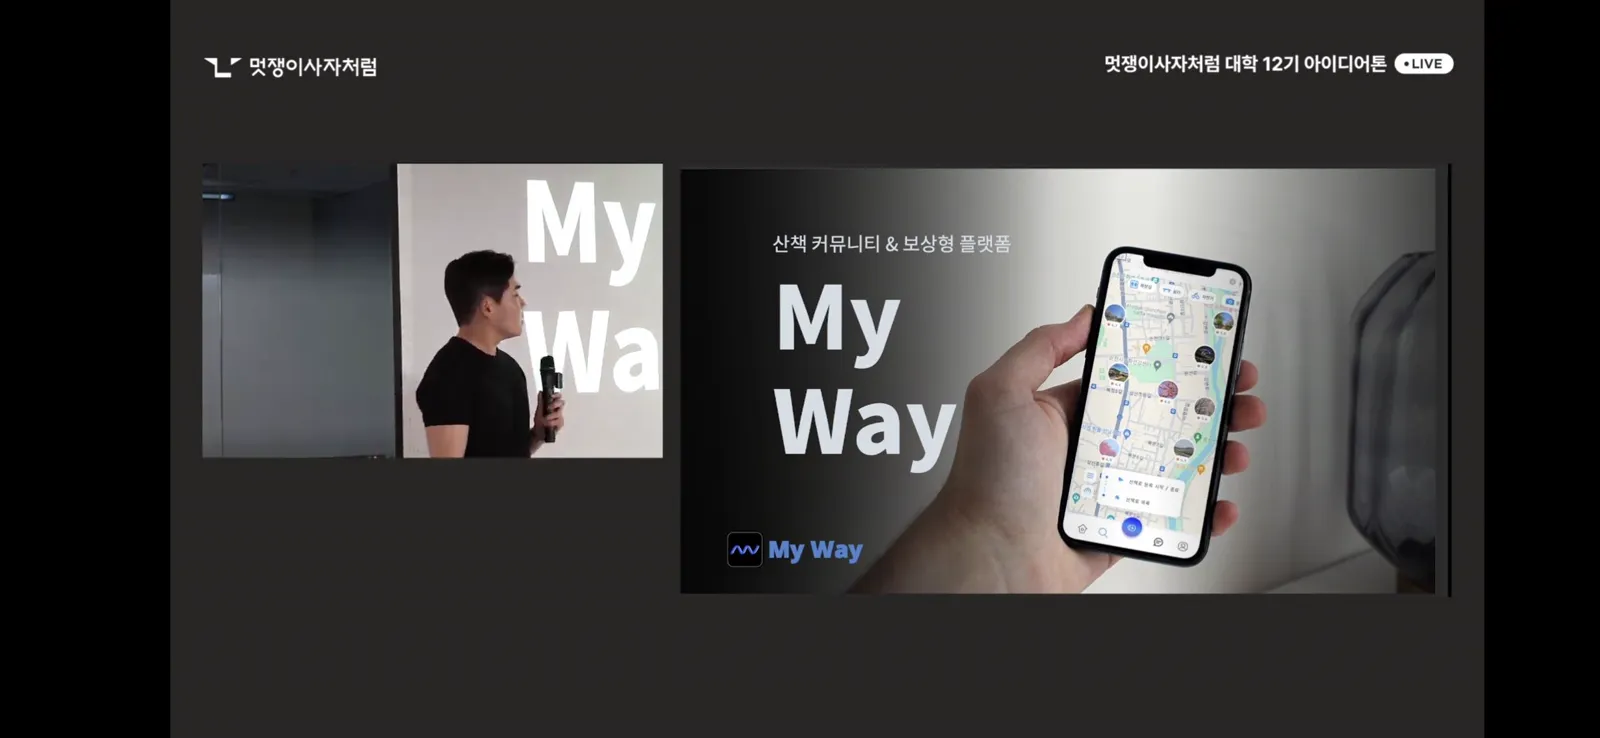 멋쟁이사자처럼
멋쟁이사자처럼 대학 12기 아이디어톤
• LIVE
My
Wa
산책 커뮤니티 & 보상형 플랫폼
My
Way
My Way